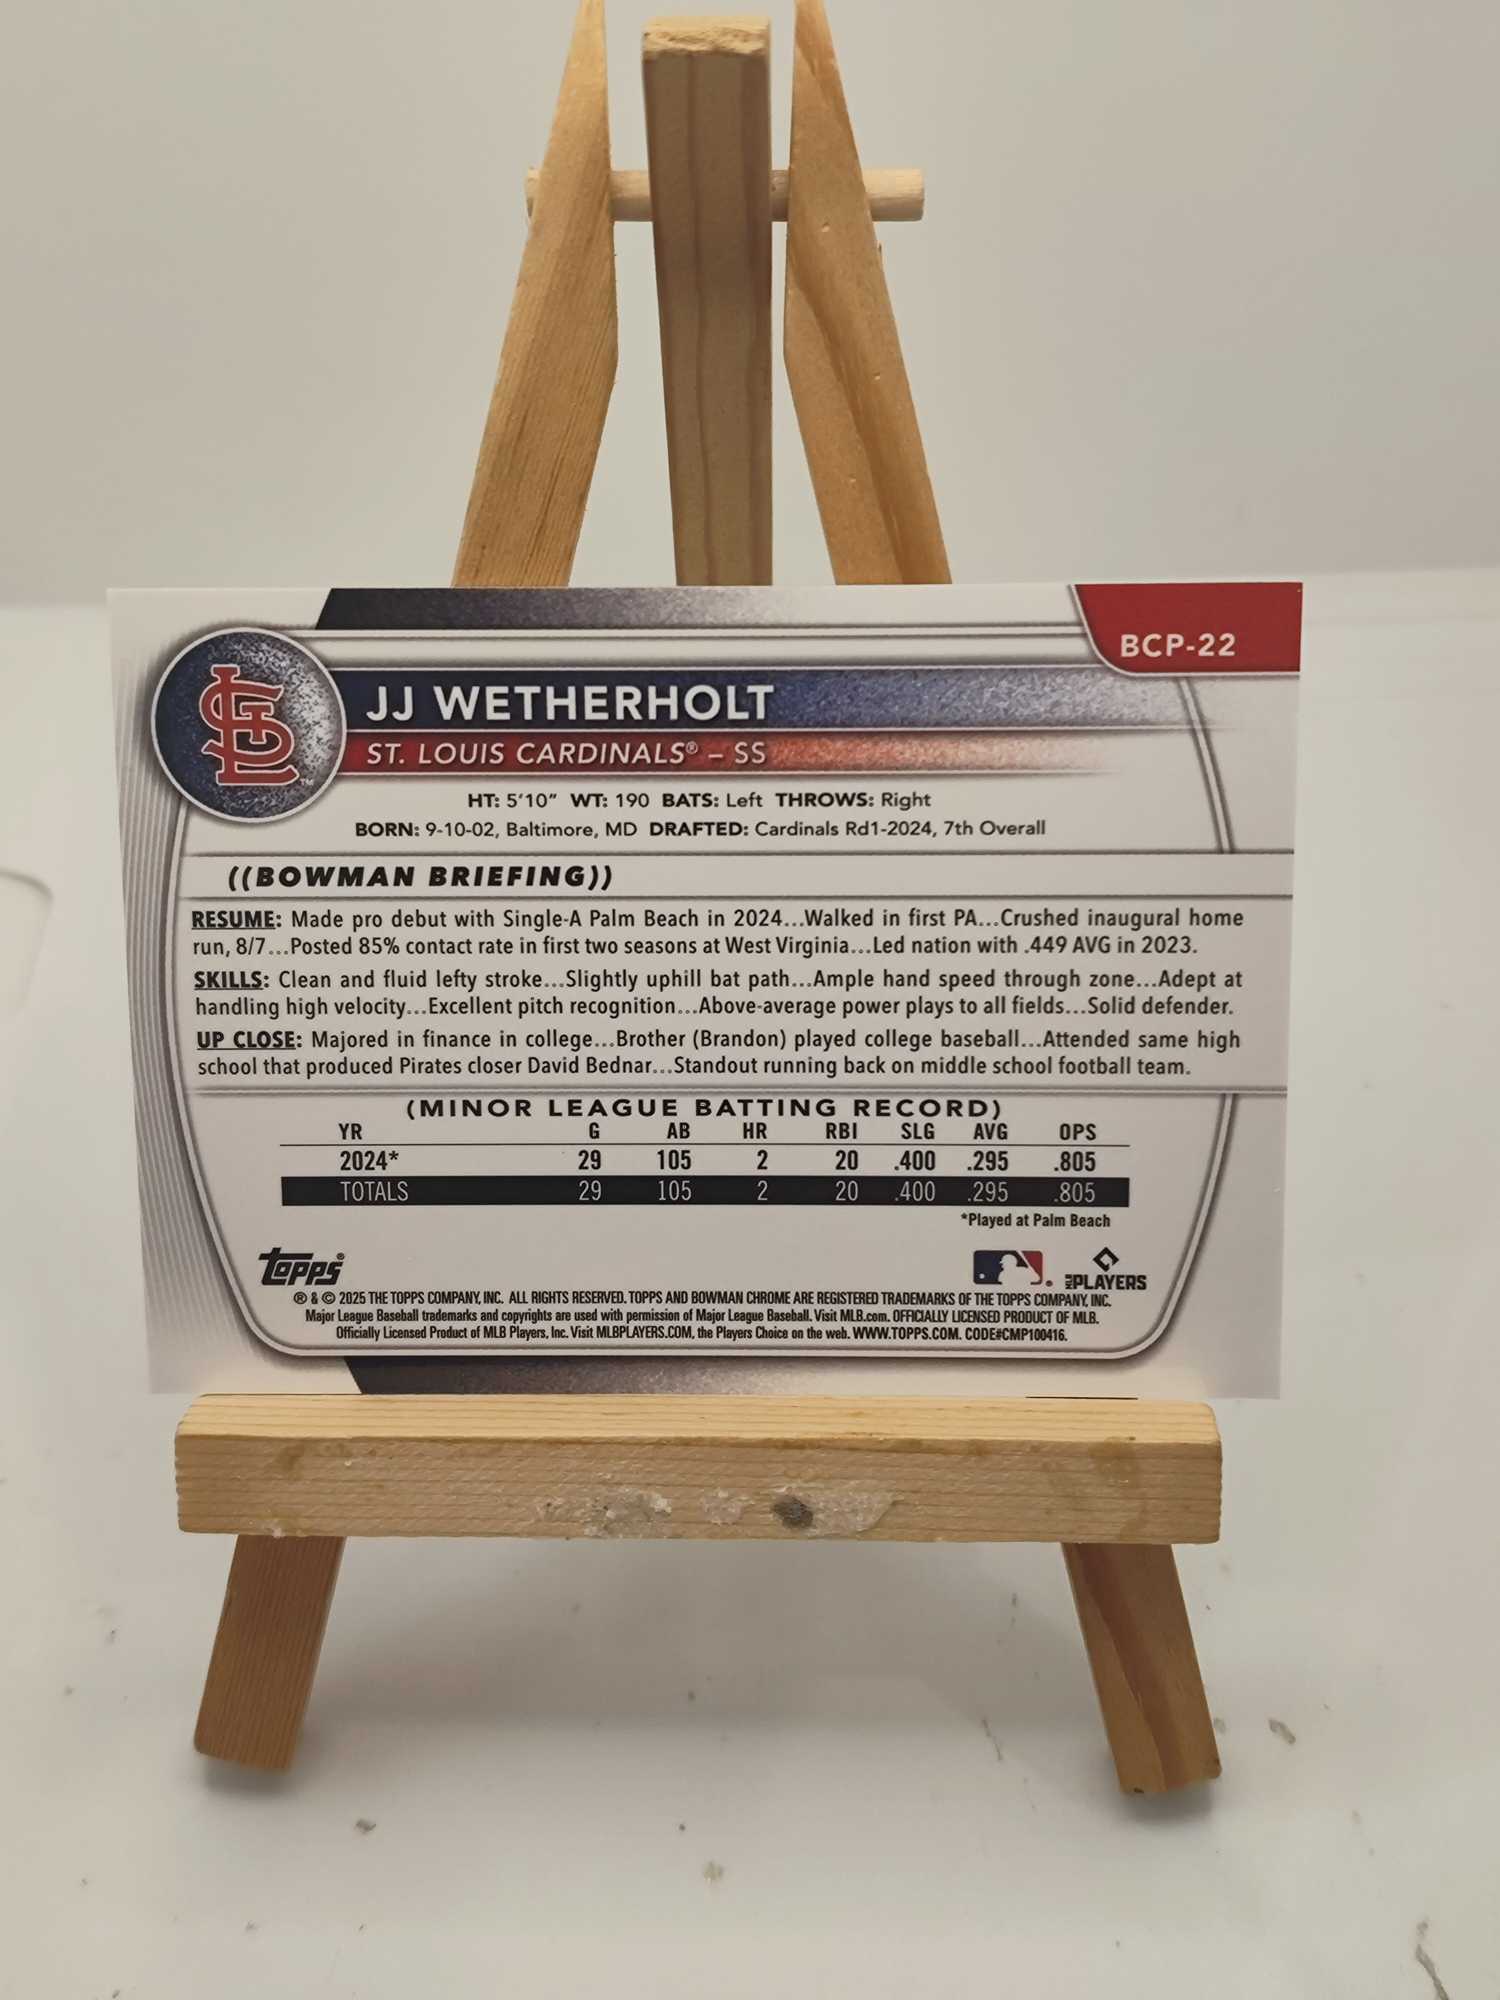 BCP-22
STL
TM
JJ WETHERHOLT
ST. LOUIS CARDINALS® – SS
HT: 5'10" WT: 190 BATS: Left THROWS: Right
BORN: 9-10-02, Baltimore, MD DRAFTED: Cardinals Rd1-2024, 7th Overall
((BOWMAN BRIEFING))
RESUME: Made pro debut with Single-A Palm Beach in 2024...Walked in first PA...Crushed inaugural home
run, 8/7...Posted 85% contact rate in first two seasons at West Virginia...Led nation with .449 AVG in 2023.
SKILLS: Clean and fluid lefty stroke...Slightly uphill bat path...Ample hand speed through zone...Adept at
handling high velocity...Excellent pitch recognition...Above-average power plays to all fields...Solid defender.
UP CLOSE: Majored in finance in college...Brother (Brandon) played college baseball...Attended same high
school that produced Pirates closer David Bednar...Standout running back on middle school football team.
(MINOR LEAGUE BATTING RECORD)
YR G AB HR RBI SLG AVG OPS
2024* 29 105 2 20 .400 .295 .805
TOTALS 29 105 2 20 .400 .295 .805
*Played at Palm Beach
Topps®
MLB PLAYERS
® & © 2025 THE TOPPS COMPANY, INC. ALL RIGHTS RESERVED. TOPPS AND BOWMAN CHROME ARE REGISTERED TRADEMARKS OF THE TOPPS COMPANY, INC.
Major League Baseball trademarks and copyrights are used with permission of Major League Baseball. Visit MLB.com. OFFICIALLY LICENSED PRODUCT OF MLB.
Officially Licensed Product of MLB Players, Inc. Visit MLBPLAYERS.COM, the Players Choice on the web. WWW.TOPPS.COM. CODE#CMP100416.